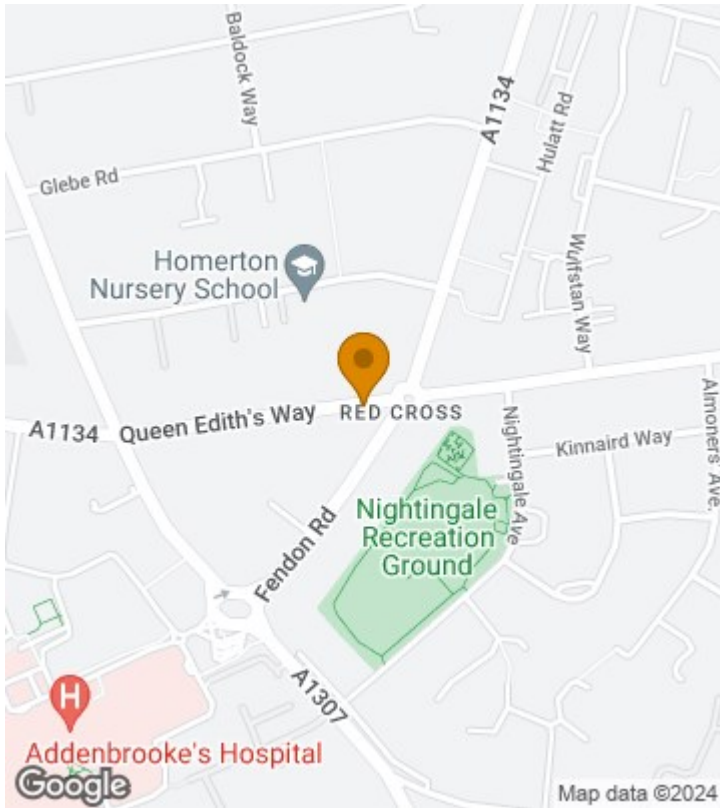 Baldock Way
A1134
Hulatt Rd
Glebe Rd
Homerton
Nursery School
Wulfstan Way
A1134
Queen Edith's Way
RED CROSS
Almoners' Ave.
Nightingale Ave
Kinnaird Way
Nightingale
Recreation
Ground
Fendon Rd
A1307
H
Addenbrooke's Hospital
Google
Map data ©2024